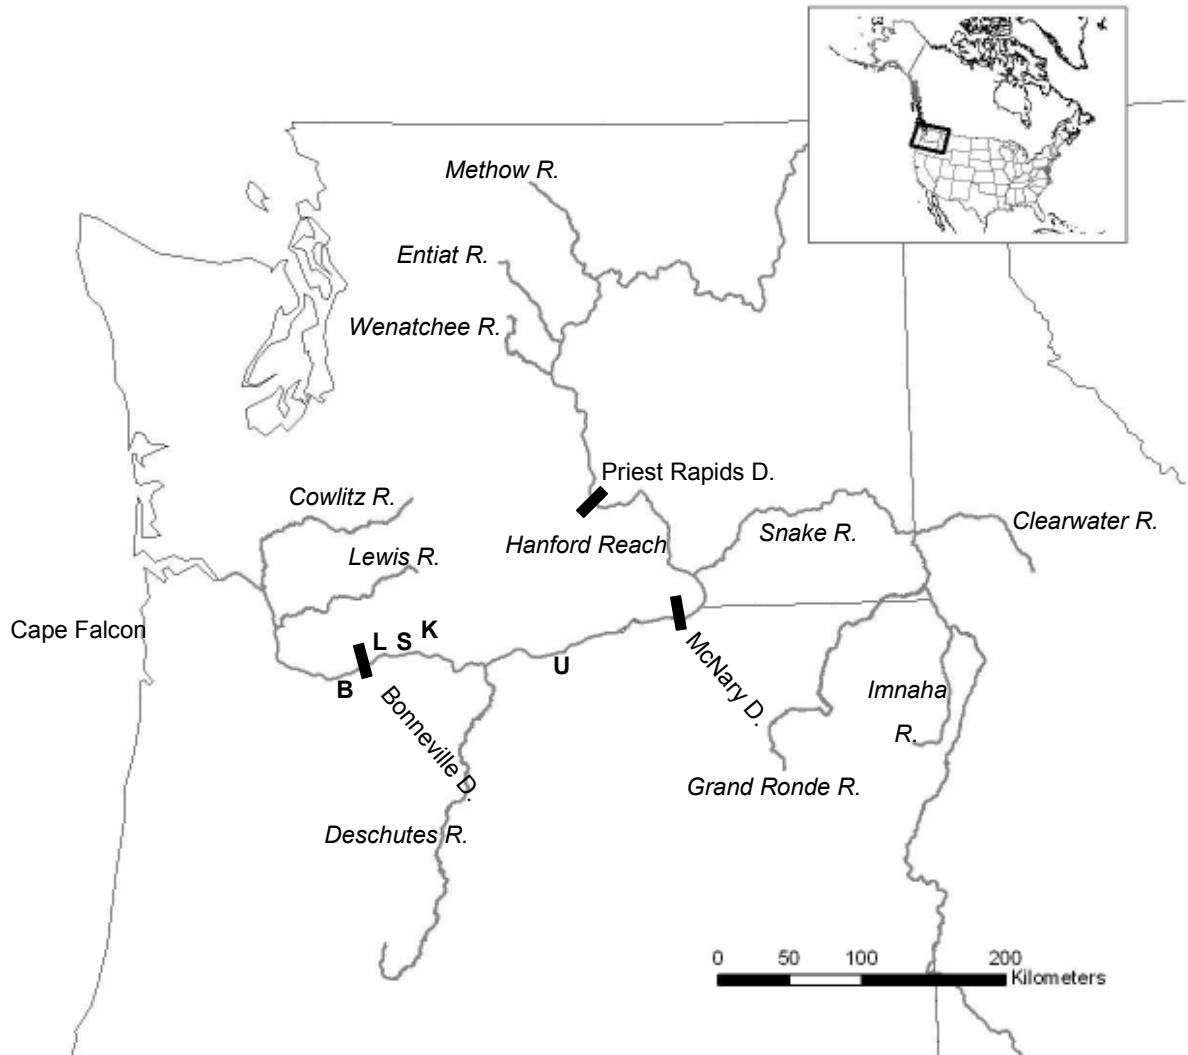 Methow R.
Entiat R.
Wenatchee R.
Priest Rapids D.
Cowlitz R.
Hanford Reach
Snake R.
Clearwater R.
Lewis R.
Cape Falcon
L S K
B
U
Bonneville D.
McNary D.
Imnaha
R.
Grand Ronde R.
Deschutes R.
0 50 100 200
Kilometers